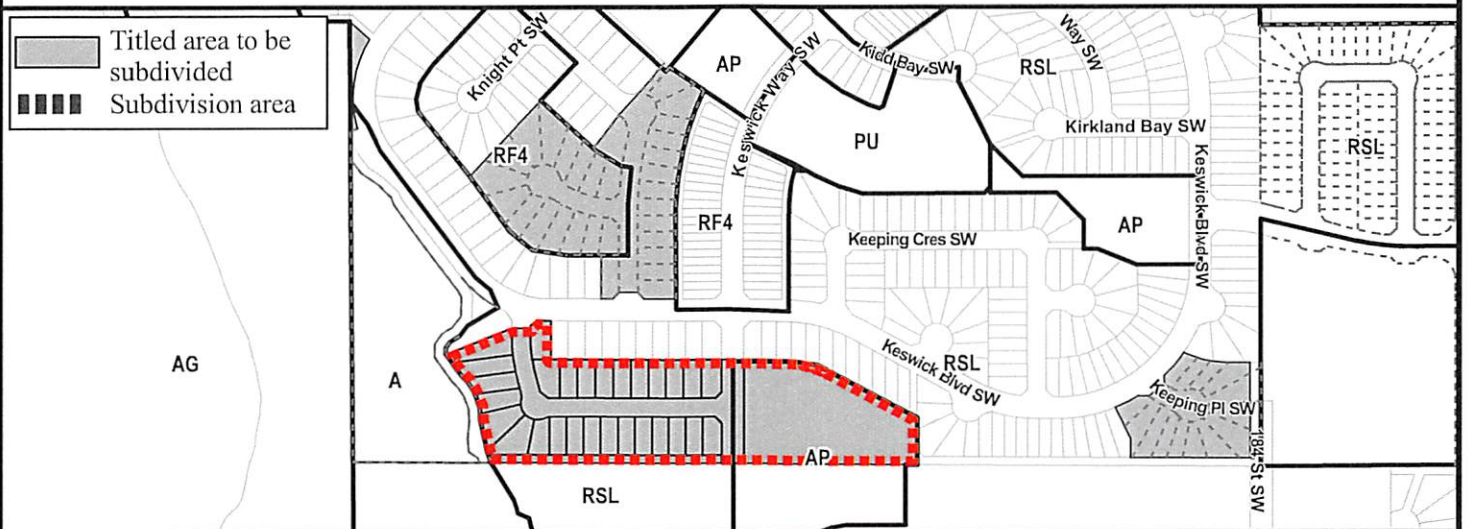 Titled area to be
subdivided
Subdivision area
Knight Pt SW
AP
Keswick Way SW
Kidd Bay SW
RSL
Way SW
Kirkland Bay SW
RSL
RF4
PU
Keswick Blvd SW
RF4
Keeping Cres SW
AP
AG
A
Keswick Blvd SW
RSL
Keeping Pl SW
AP
184 St SW
RSL